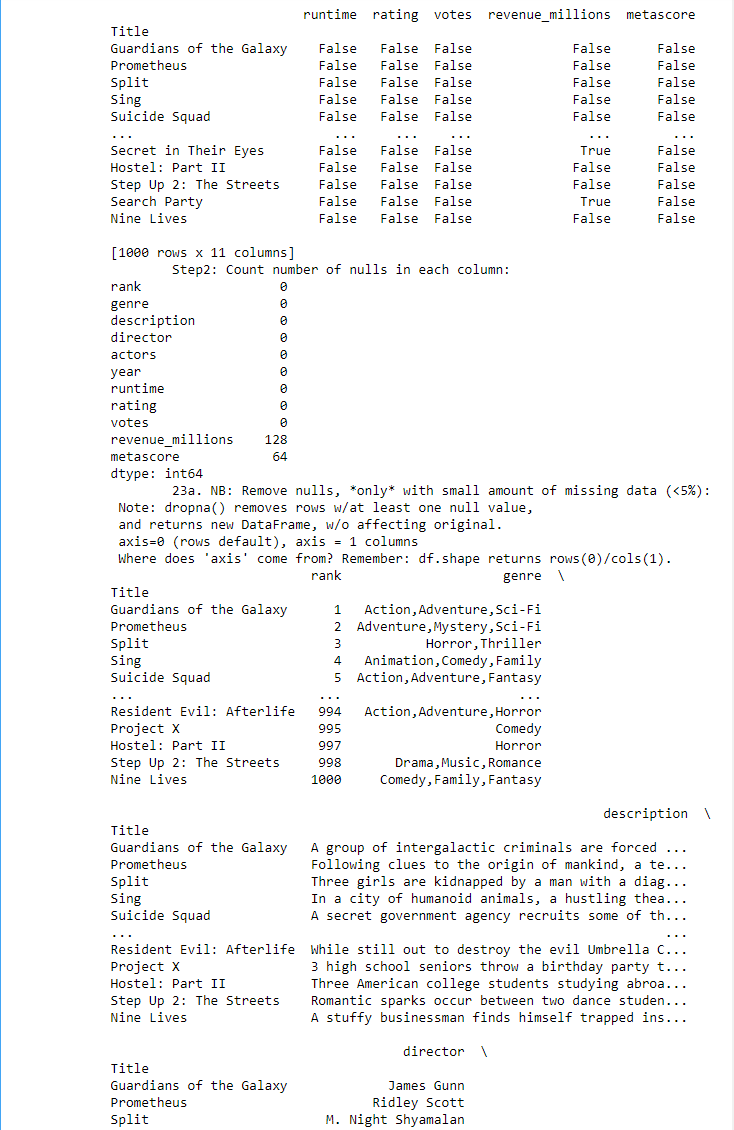 runtime  rating  votes  revenue_millions  metascore
Title
Guardians of the Galaxy    False   False  False             False      False
Prometheus                 False   False  False             False      False
Split                      False   False  False             False      False
Sing                       False   False  False             False      False
Suicide Squad              False   False  False             False      False
...                          ...     ...    ...               ...        ...
Secret in Their Eyes       False   False  False              True      False
Hostel: Part II            False   False  False             False      False
Step Up 2: The Streets     False   False  False             False      False
Search Party               False   False  False              True      False
Nine Lives                 False   False  False             False      False
[1000 rows x 11 columns]
        Step2: Count number of nulls in each column:
rank                  0
genre                 0
description           0
director              0
actors                0
year                  0
runtime               0
rating                0
votes                 0
revenue_millions    128
metascore            64
dtype: int64
        23a. NB: Remove nulls, *only* with small amount of missing data (<5%):
 Note: dropna() removes rows w/at least one null value,
 and returns new DataFrame, w/o affecting original.
 axis=0 (rows default), axis = 1 columns
 Where does 'axis' come from? Remember: df.shape returns rows(0)/cols(1).
                          rank                     genre  \
Title
Guardians of the Galaxy      1   Action,Adventure,Sci-Fi
Prometheus                   2  Adventure,Mystery,Sci-Fi
Split                        3           Horror,Thriller
Sing                         4   Animation,Comedy,Family
Suicide Squad                5  Action,Adventure,Fantasy
...                        ...                       ...
Resident Evil: Afterlife   994   Action,Adventure,Horror
Project X                  995                    Comedy
Hostel: Part II            997                    Horror
Step Up 2: The Streets     998       Drama,Music,Romance
Nine Lives                1000     Comedy,Family,Fantasy
                                                                description  \
Title
Guardians of the Galaxy   A group of intergalactic criminals are forced ...
Prometheus                Following clues to the origin of mankind, a te...
Split                     Three girls are kidnapped by a man with a diag...
Sing                      In a city of humanoid animals, a hustling thea...
Suicide Squad             A secret government agency recruits some of th...
...                                                                     ...
Resident Evil: Afterlife  While still out to destroy the evil Umbrella C...
Project X                 3 high school seniors throw a birthday party t...
Hostel: Part II           Three American college students studying abroa...
Step Up 2: The Streets    Romantic sparks occur between two dance studen...
Nine Lives                A stuffy businessman finds himself trapped ins...
                                      director  \
Title
Guardians of the Galaxy             James Gunn
Prometheus                        Ridley Scott
Split                       M. Night Shyamalan